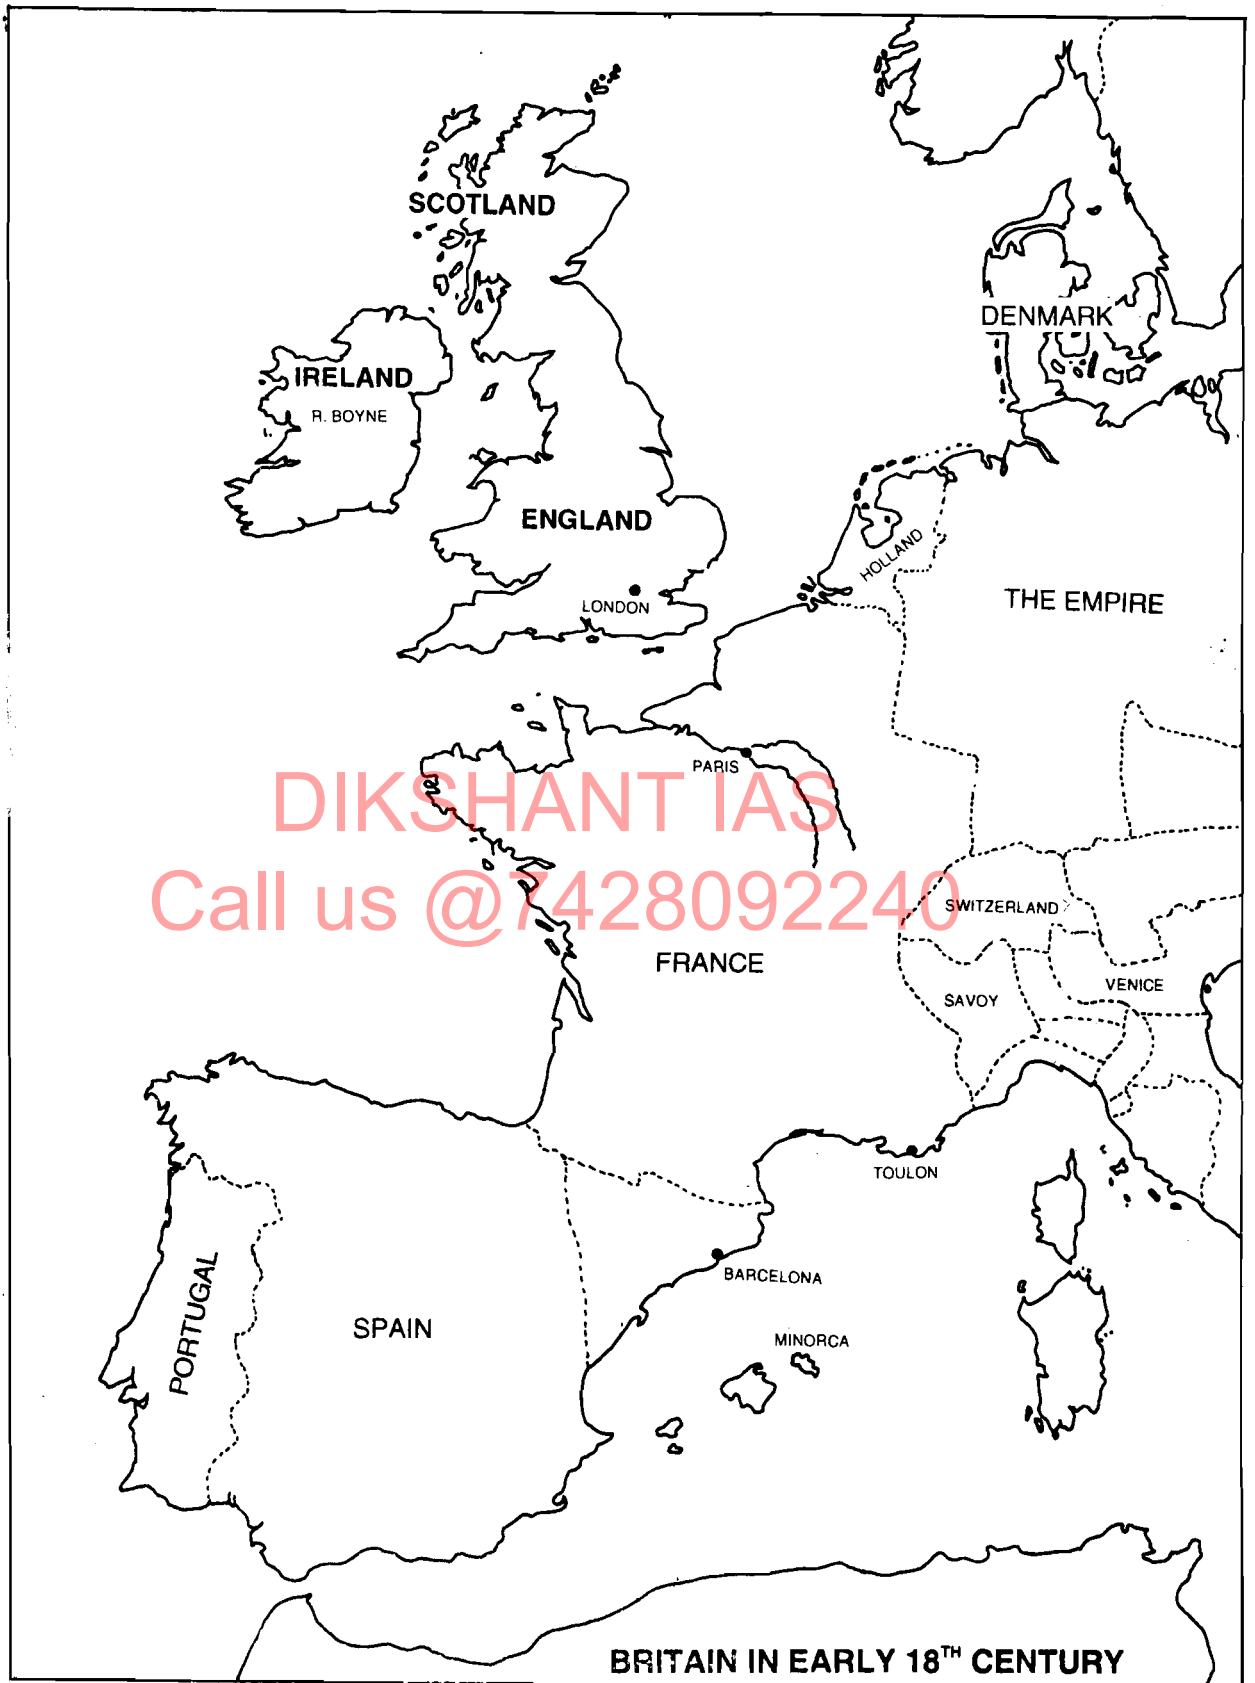 SCOTLAND
DENMARK
IRELAND
R. BOYNE
ENGLAND
HOLLAND
LONDON
THE EMPIRE
PARIS
DIKSHANT IAS
Call us @7428092240
SWITZERLAND
FRANCE
VENICE
SAVOY
TOULON
BARCELONA
PORTUGAL
SPAIN
MINORCA
BRITAIN IN EARLY 18TH CENTURY